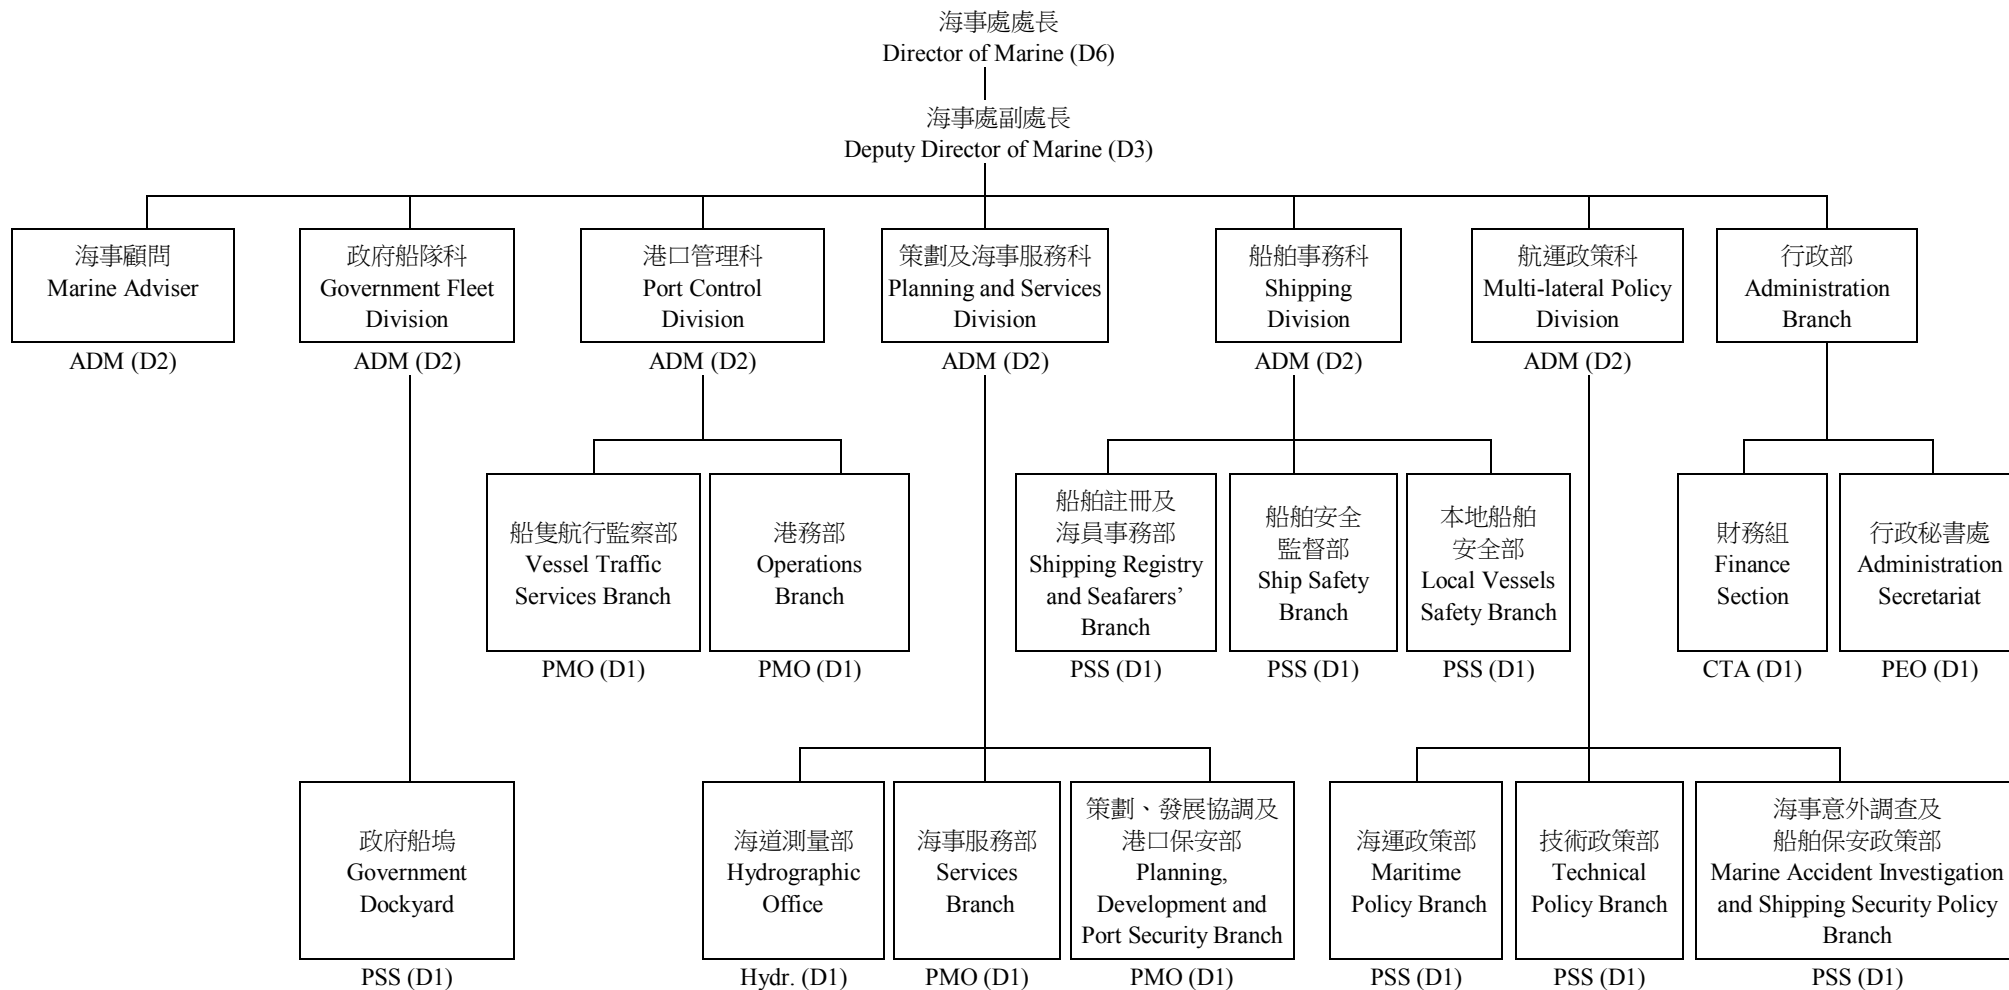 海事處處長
Director of Marine (D6)
海事處副處長
Deputy Director of Marine (D3)
海事顧問
Marine Adviser
ADM (D2)
政府船隊科
Government Fleet
Division
ADM (D2)
港口管理科
Port Control
Division
ADM (D2)
策劃及海事服務科
Planning and Services
Division
ADM (D2)
船舶事務科
Shipping
Division
ADM (D2)
航運政策科
Multi-lateral Policy
Division
ADM (D2)
行政部
Administration
Branch
船隻航行監察部
Vessel Traffic
Services Branch
PMO (D1)
港務部
Operations
Branch
PMO (D1)
船舶註冊及
海員事務部
Shipping Registry
and Seafarers’
Branch
PSS (D1)
船舶安全
監督部
Ship Safety
Branch
PSS (D1)
本地船舶
安全部
Local Vessels
Safety Branch
PSS (D1)
財務組
Finance
Section
CTA (D1)
行政秘書處
Administration
Secretariat
PEO (D1)
政府船塢
Government
Dockyard
PSS (D1)
海道測量部
Hydrographic
Office
Hydr. (D1)
海事服務部
Services
Branch
PMO (D1)
策劃、發展協調及
港口保安部
Planning,
Development and
Port Security Branch
PMO (D1)
海運政策部
Maritime
Policy Branch
PSS (D1)
技術政策部
Technical
Policy Branch
PSS (D1)
海事意外調查及
船舶保安政策部
Marine Accident Investigation
and Shipping Security Policy
Branch
PSS (D1)